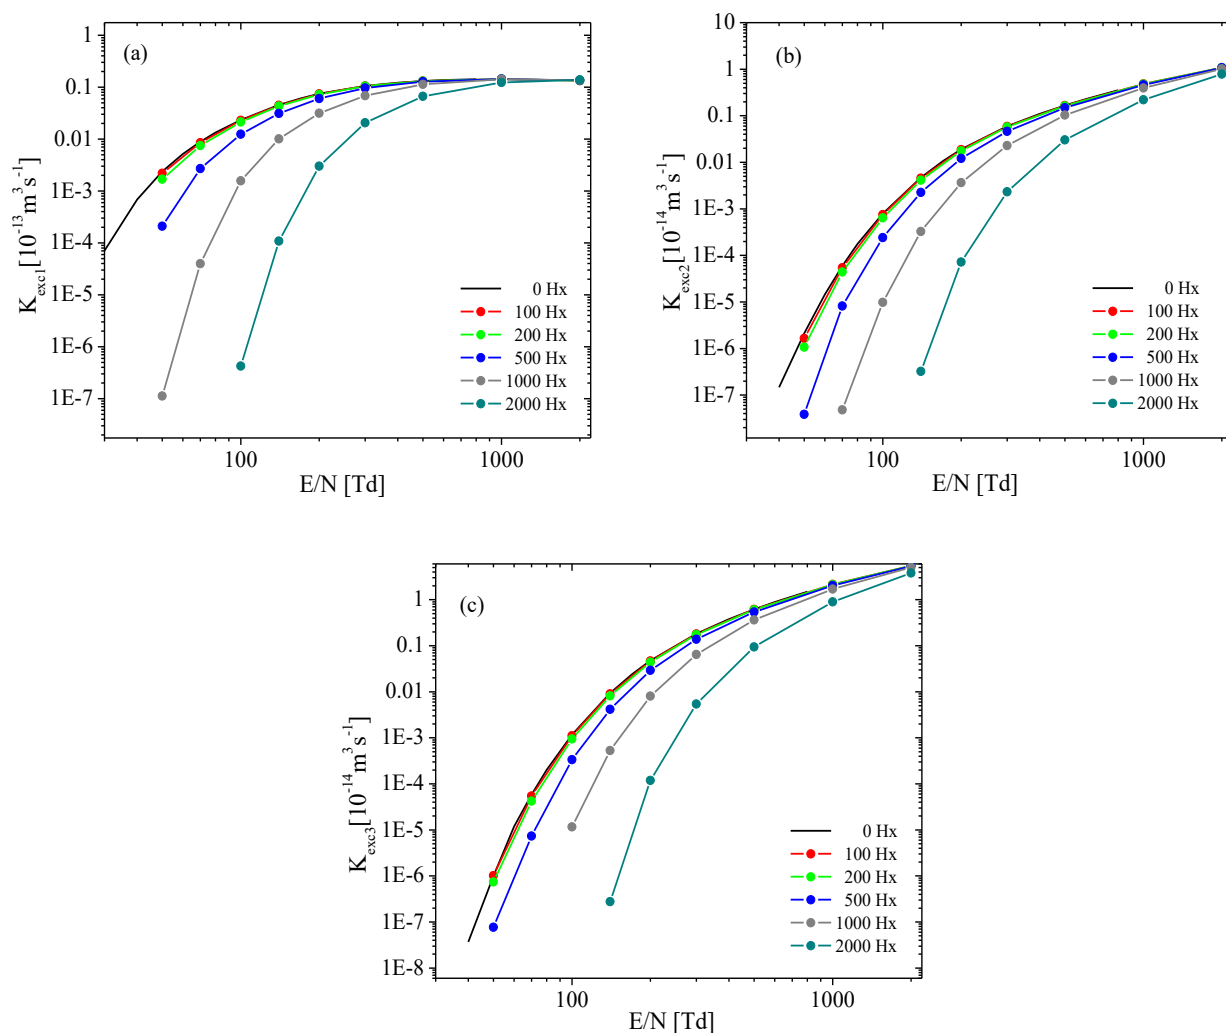 (a)
1
0.1
0.01
1E-3
1E-4
1E-5
1E-6
1E-7
K_exc1 [10^-13 m^3 s^-1]
0 Hx
100 Hx
200 Hx
500 Hx
1000 Hx
2000 Hx
100 1000
E/N [Td]
(b)
10
1
0.1
0.01
1E-3
1E-4
1E-5
1E-6
1E-7
K_exc2 [10^-14 m^3 s^-1]
0 Hx
100 Hx
200 Hx
500 Hx
1000 Hx
2000 Hx
100 1000
E/N [Td]
(c)
1
0.1
0.01
1E-3
1E-4
1E-5
1E-6
1E-7
1E-8
K_exc3 [10^-14 m^3 s^-1]
0 Hx
100 Hx
200 Hx
500 Hx
1000 Hx
2000 Hx
100 1000
E/N [Td]